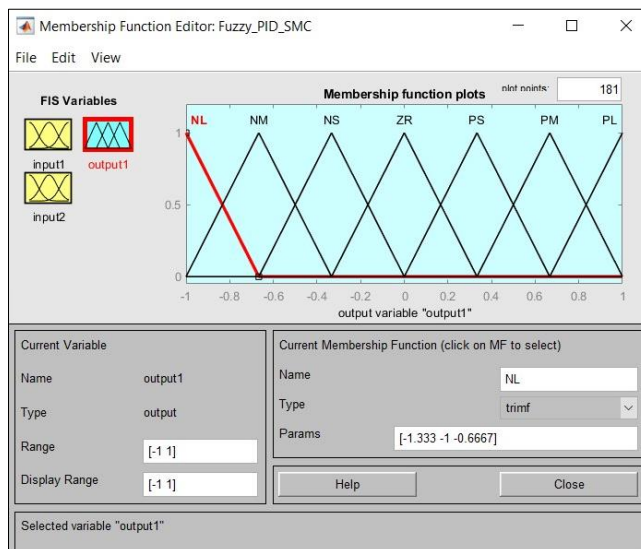 Membership Function Editor: Fuzzy_PID_SMC
File Edit View
FIS Variables
input1
output1
input2
Membership function plots
plot points:
181
NL NM NS ZR PS PM PL
1
0.5
0
-1 -0.8 -0.6 -0.4 -0.2 0 0.2 0.4 0.6 0.8 1
output variable "output1"
Current Variable
Name output1
Type output
Range [-1 1]
Display Range [-1 1]
Current Membership Function (click on MF to select)
Name NL
Type trimf
Params [-1.333 -1 -0.6667]
Help Close
Selected variable "output1"